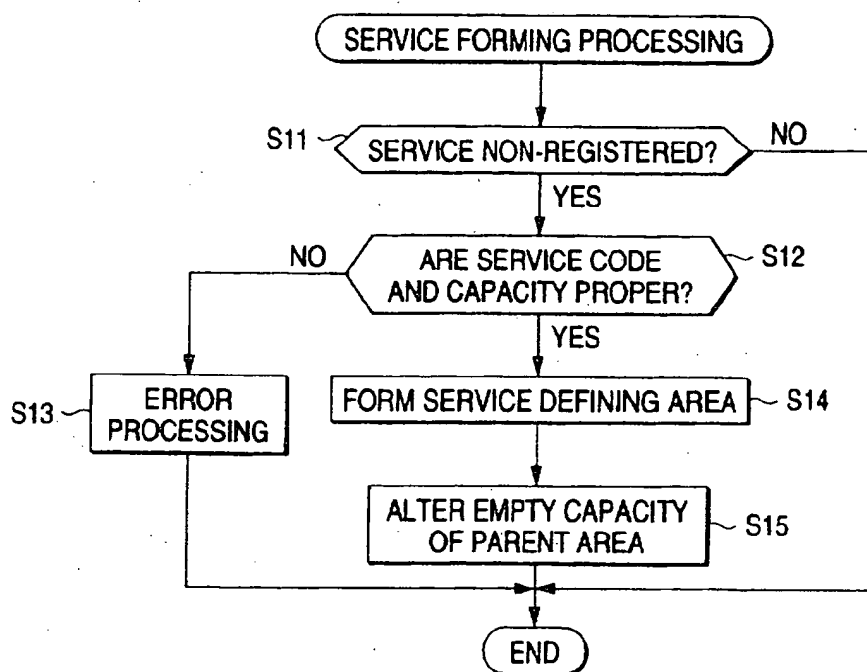 SERVICE FORMING PROCESSING
S11
SERVICE NON-REGISTERED?
NO
YES
NO
ARE SERVICE CODE
AND CAPACITY PROPER?
S12
YES
S13
ERROR
PROCESSING
FORM SERVICE DEFINING AREA
S14
ALTER EMPTY CAPACITY
OF PARENT AREA
S15
END